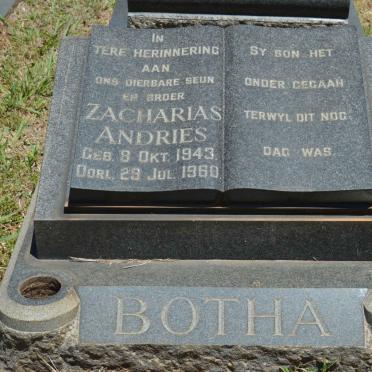 IN
TERE HERINNERING
AAN
ONS DIERBARE SEUN
EN BROER
ZACHARIAS
ANDRIES
GEB. 8 OKT. 1943.
OORL. 29 JUL. 1960.
SY SON HET
ONDER GEGAAN
TERWYL DIT NOG
DAG WAS.
BOTHA